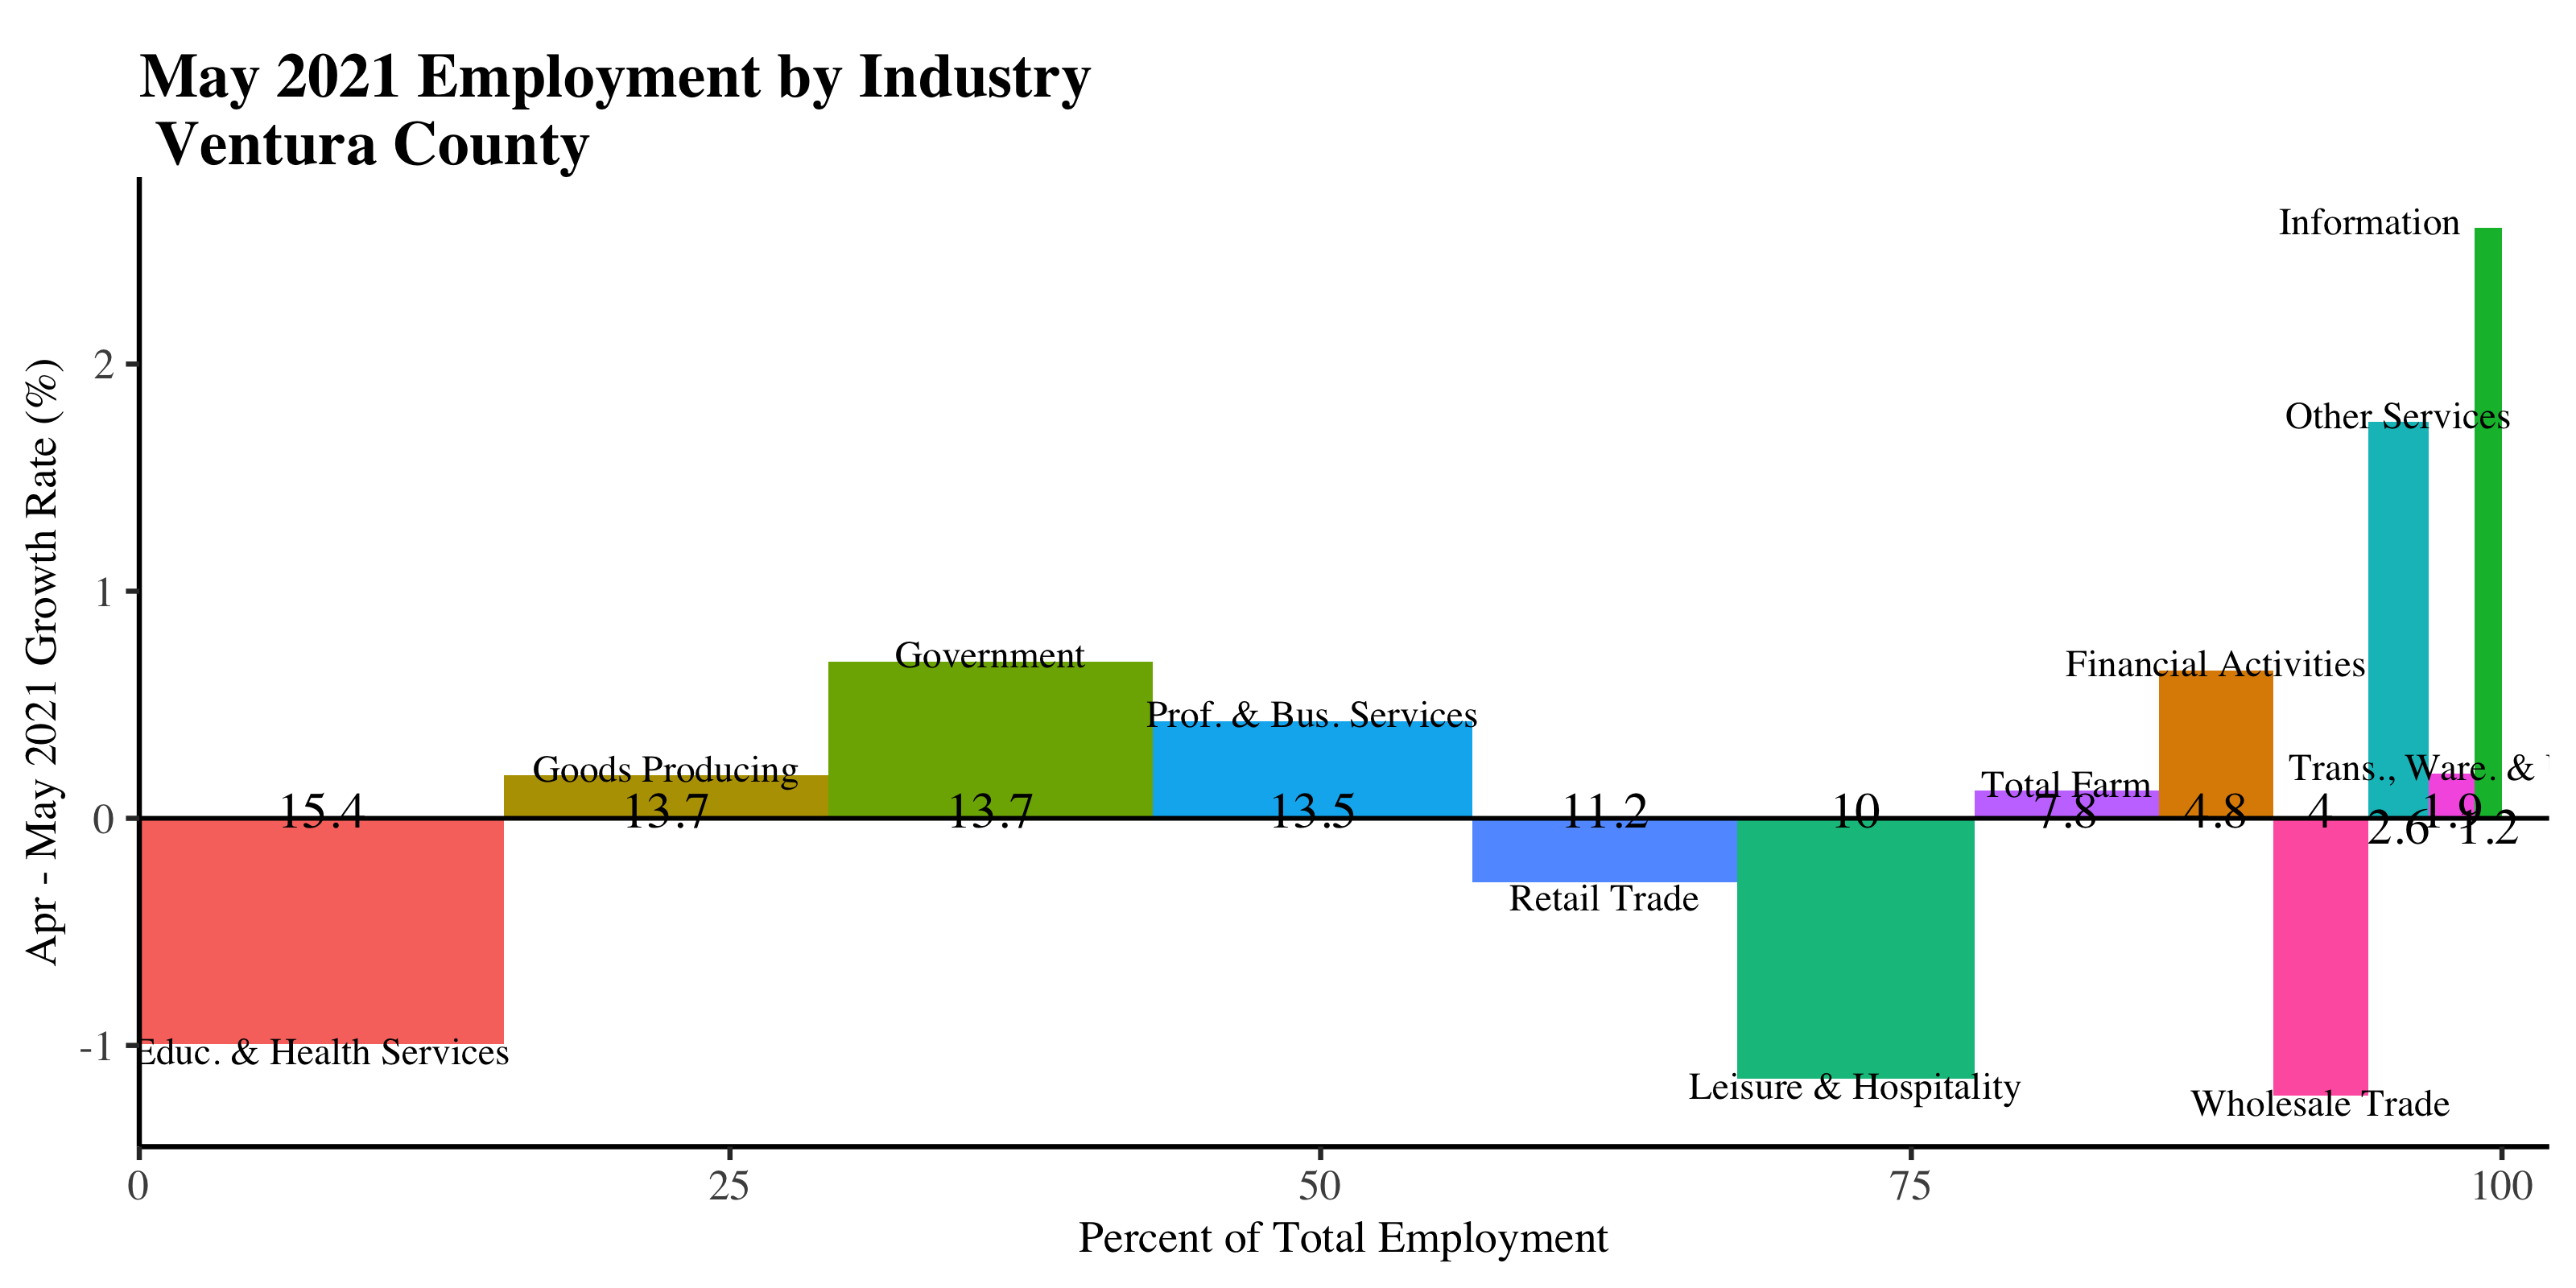 May 2021 Employment by Industry
Ventura County
Information
2
Other Services
1
Government
Financial Activities
Prof. & Bus. Services
Goods Producing
Trans., Ware. &
Total Farm
15.4
13.7
13.7
13.5
11.2
10
7.8
4.8
4
2.6
1.9
1.2
0
Retail Trade
-1
Educ. & Health Services
Leisure & Hospitality
Wholesale Trade
0
25
50
75
100
Percent of Total Employment
Apr - May 2021 Growth Rate (%)